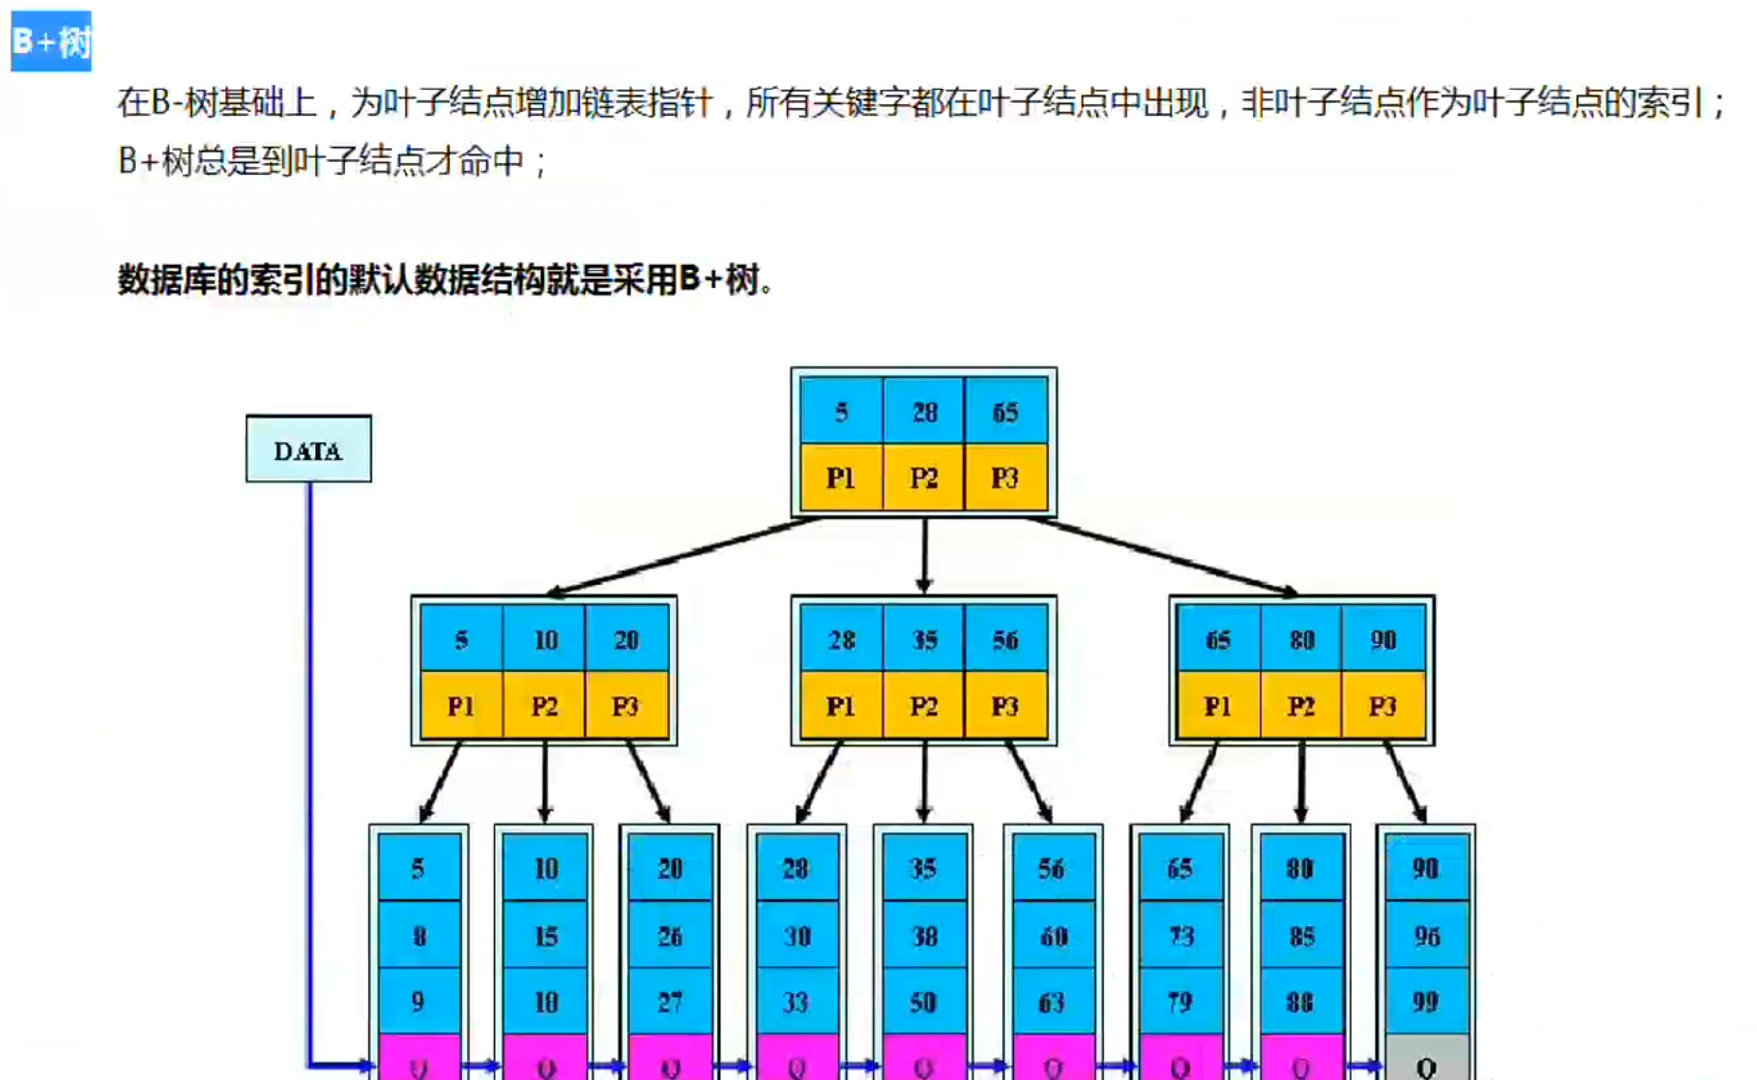 B+树
在B-树基础上，为叶子结点增加链表指针，所有关键字都在叶子结点中出现，非叶子结点作为叶子结点的索引；
B+树总是到叶子结点才命中；
数据库的索引的默认数据结构就是采用B+树。
5 28 65
DATA
P1 P2 P3
5 10 20 28 35 56 65 80 90
P1 P2 P3 P1 P2 P3 P1 P2 P3
5 10 20 28 35 56 65 80 90
8 15 26 30 38 60 73 85 96
9 18 27 33 50 63 79 88 99
Q Q Q Q Q Q Q Q Q